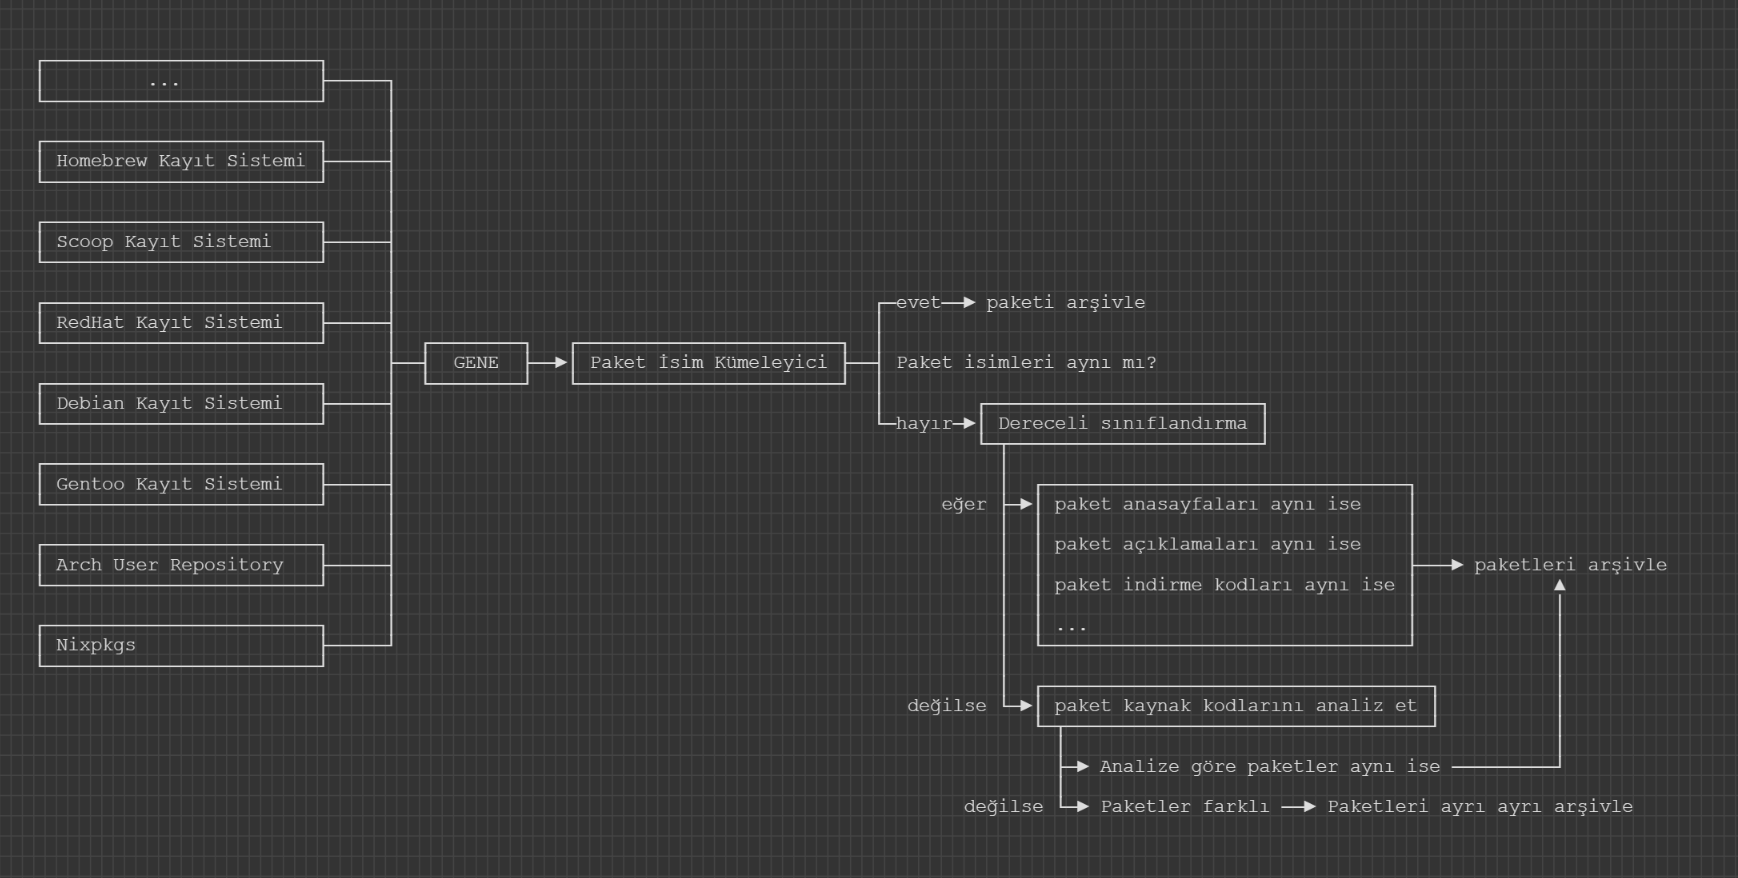 ...
Homebrew Kayıt Sistemi
Scoop Kayıt Sistemi
RedHat Kayıt Sistemi
Debian Kayıt Sistemi
Gentoo Kayıt Sistemi
Arch User Repository
Nixpkgs
GENE
Paket İsim Kümeleyici
evet
paketi arşivle
Paket isimleri aynı mı?
hayır
Dereceli sınıflandırma
eğer
paket anasayfaları aynı ise
paket açıklamaları aynı ise
paket indirme kodları aynı ise
...
paketleri arşivle
değilse
paket kaynak kodlarını analiz et
Analize göre paketler aynı ise
değilse
Paketler farklı
Paketleri ayrı ayrı arşivle